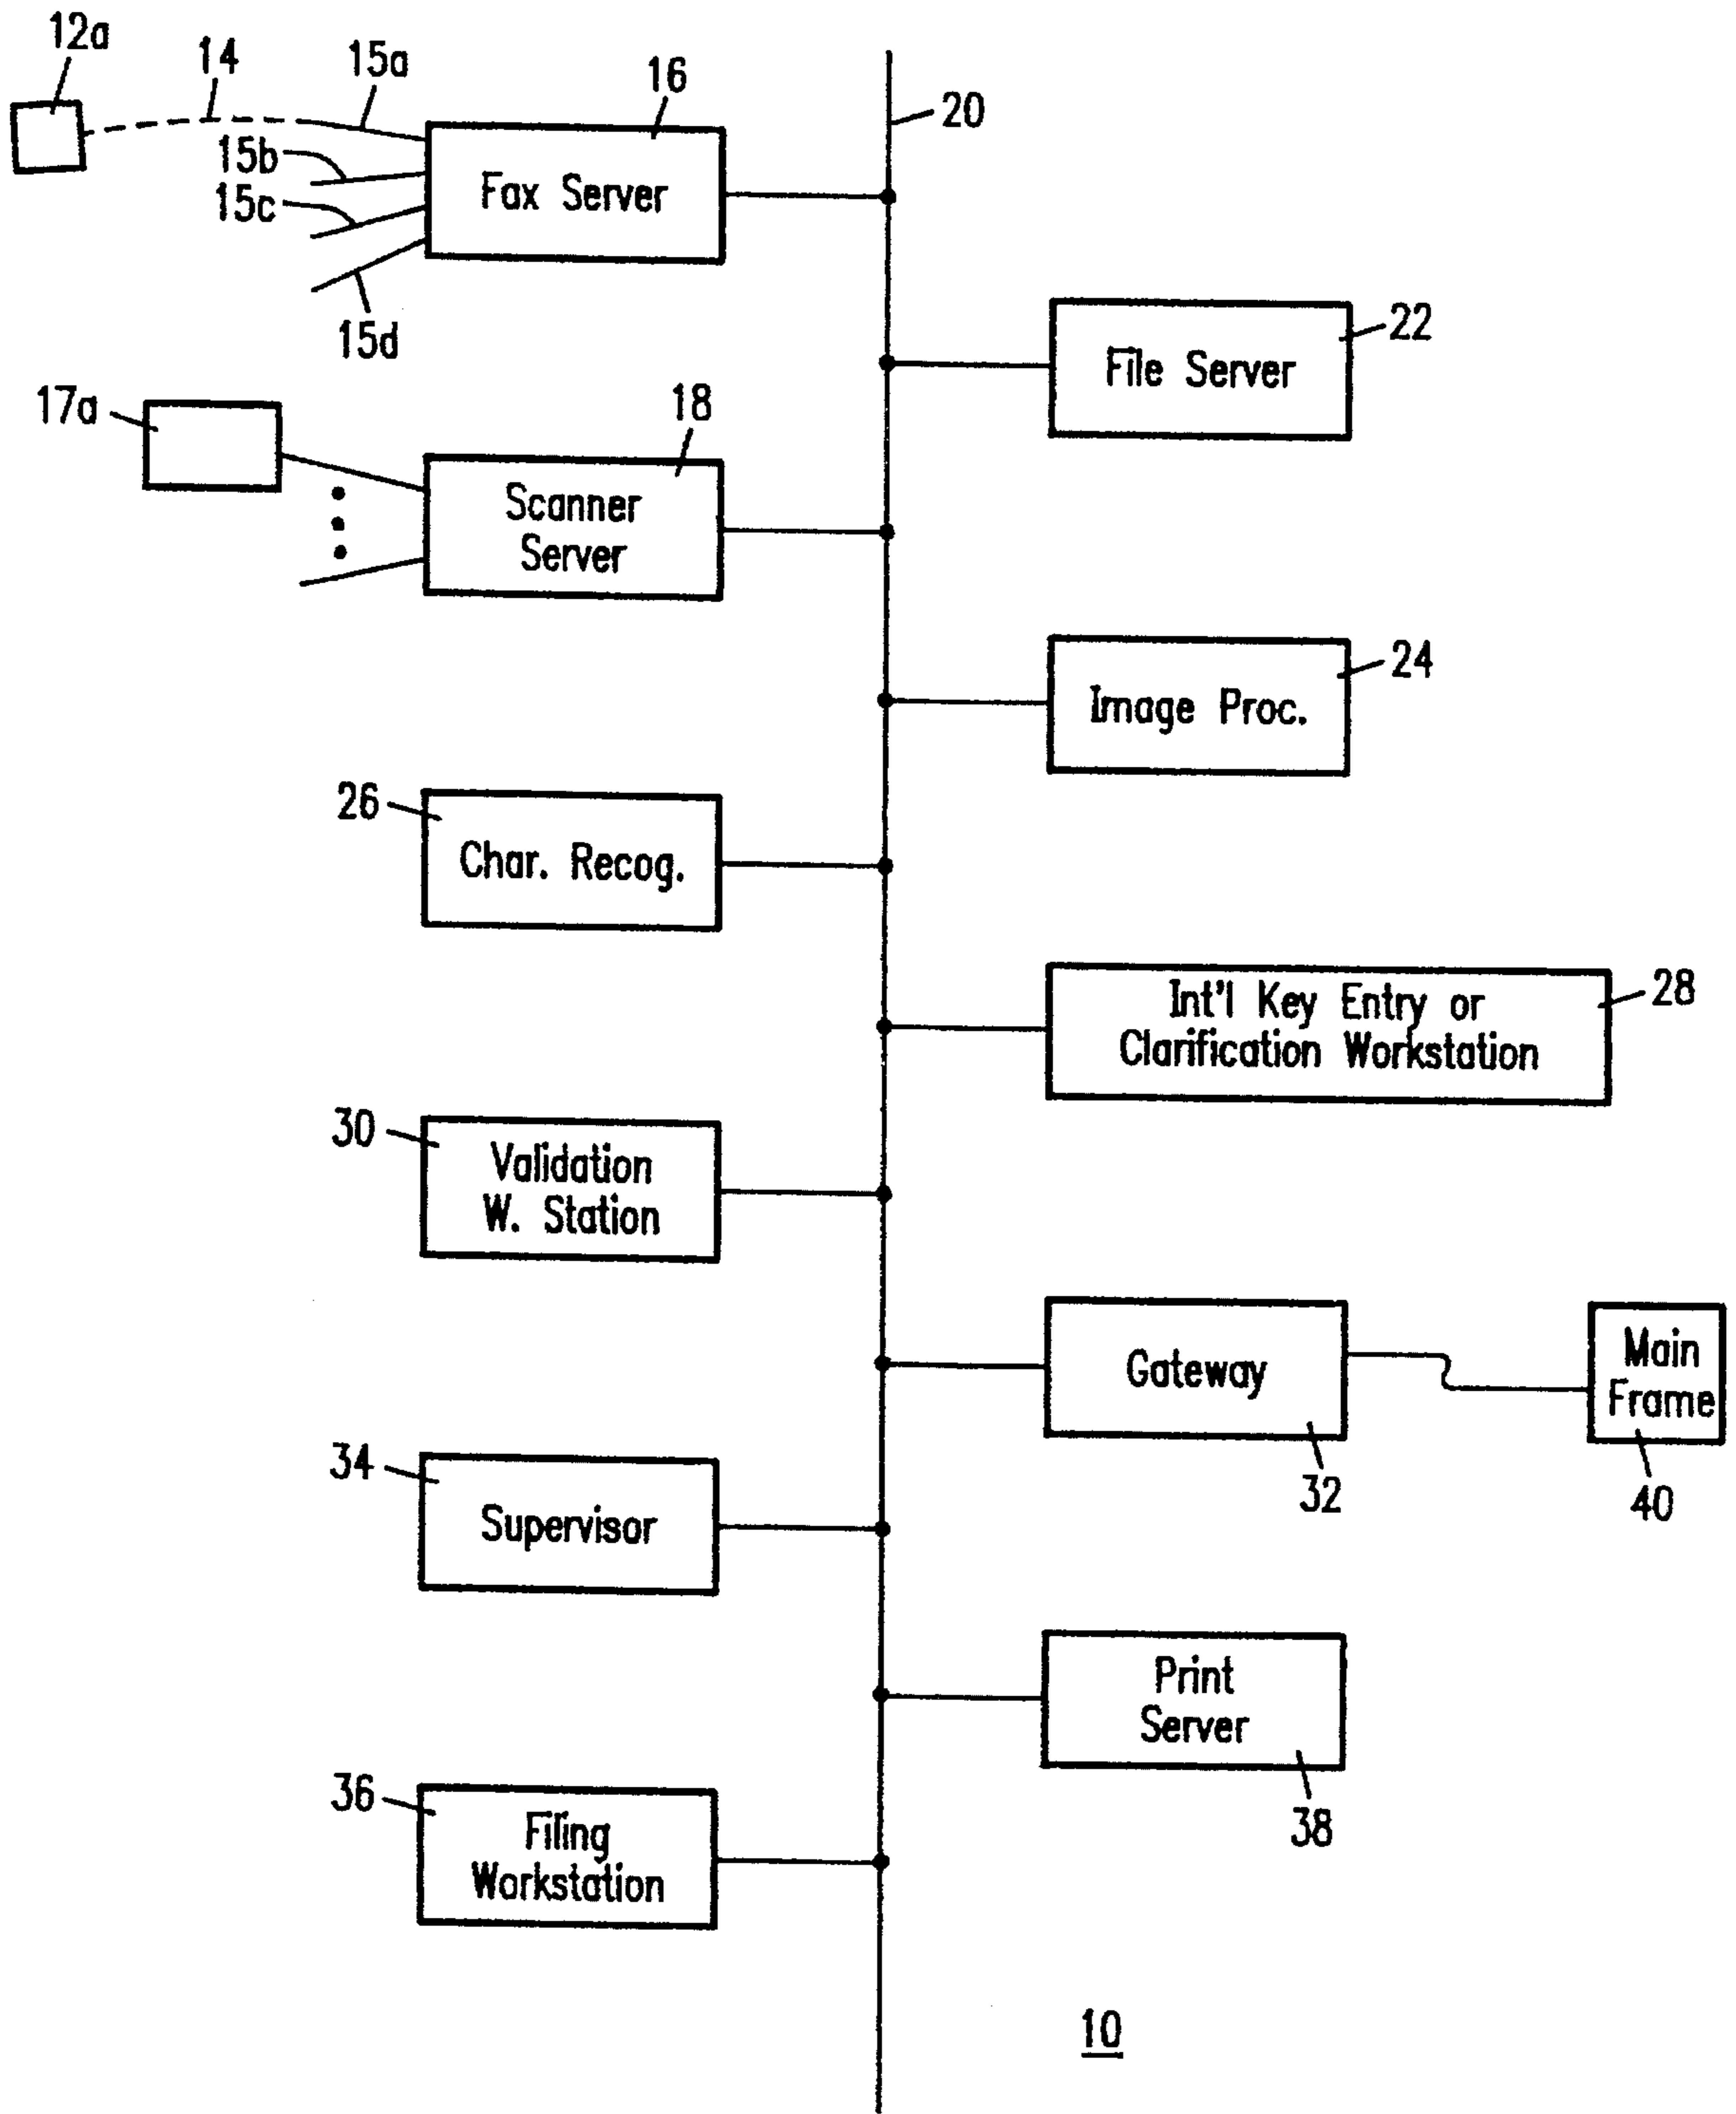 12a
14
15a
16
20
15b
15c
Fax Server
15d
22
File Server
17a
18
Scanner
Server
24
Image Proc.
26
Char. Recog.
28
Int'l Key Entry or
Clarification Workstation
30
Validation
W. Station
Gateway
32
Main
Frame
40
34
Supervisor
Print
Server
38
36
Filing
Workstation
10